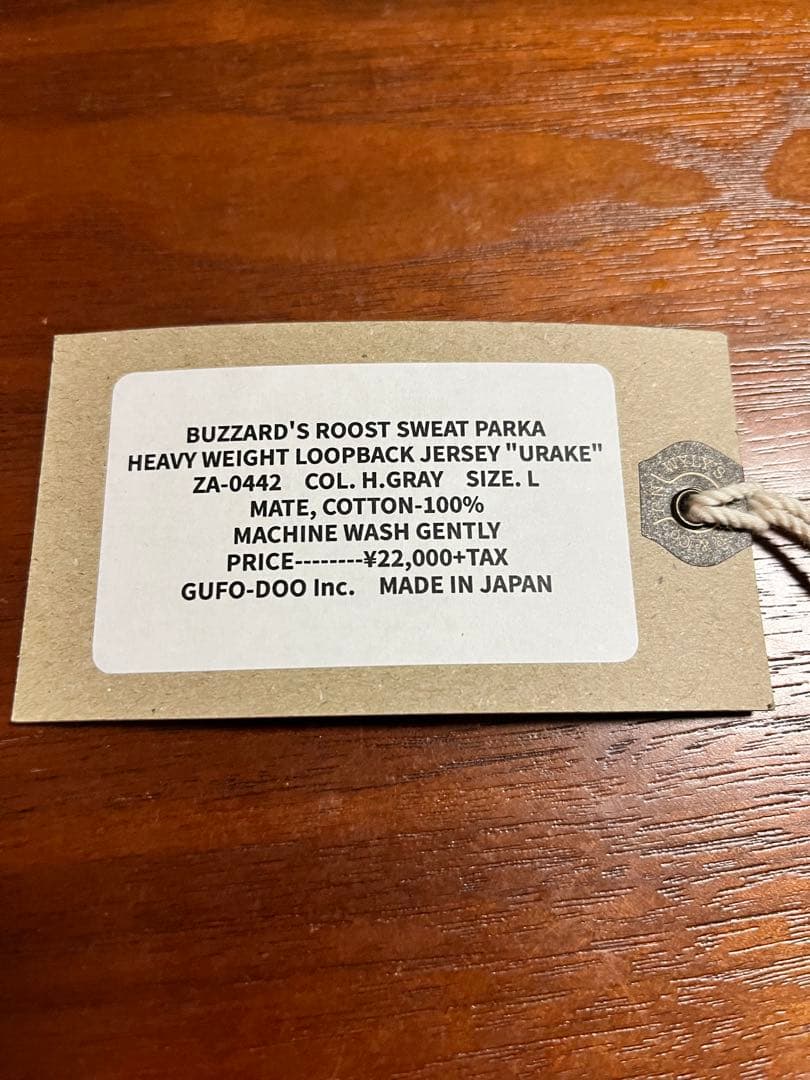 BUZZARD'S ROOST SWEAT PARKA
HEAVY WEIGHT LOOPBACK JERSEY "URAKE"
ZA-0442 COL. H.GRAY SIZE. L
MATE, COTTON-100%
MACHINE WASH GENTLY
PRICE--------¥22,000+TAX
GUFO-DOO Inc. MADE IN JAPAN